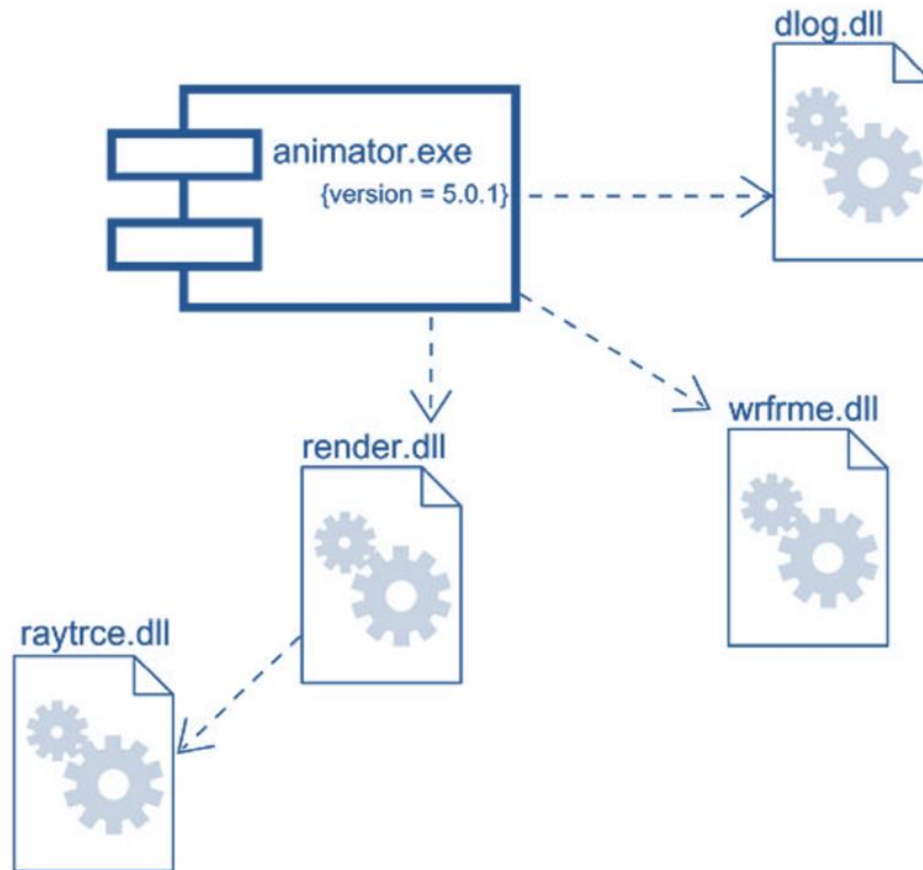 dlog.dll
animator.exe
{version = 5.0.1}
wrfrme.dll
render.dll
raytrce.dll